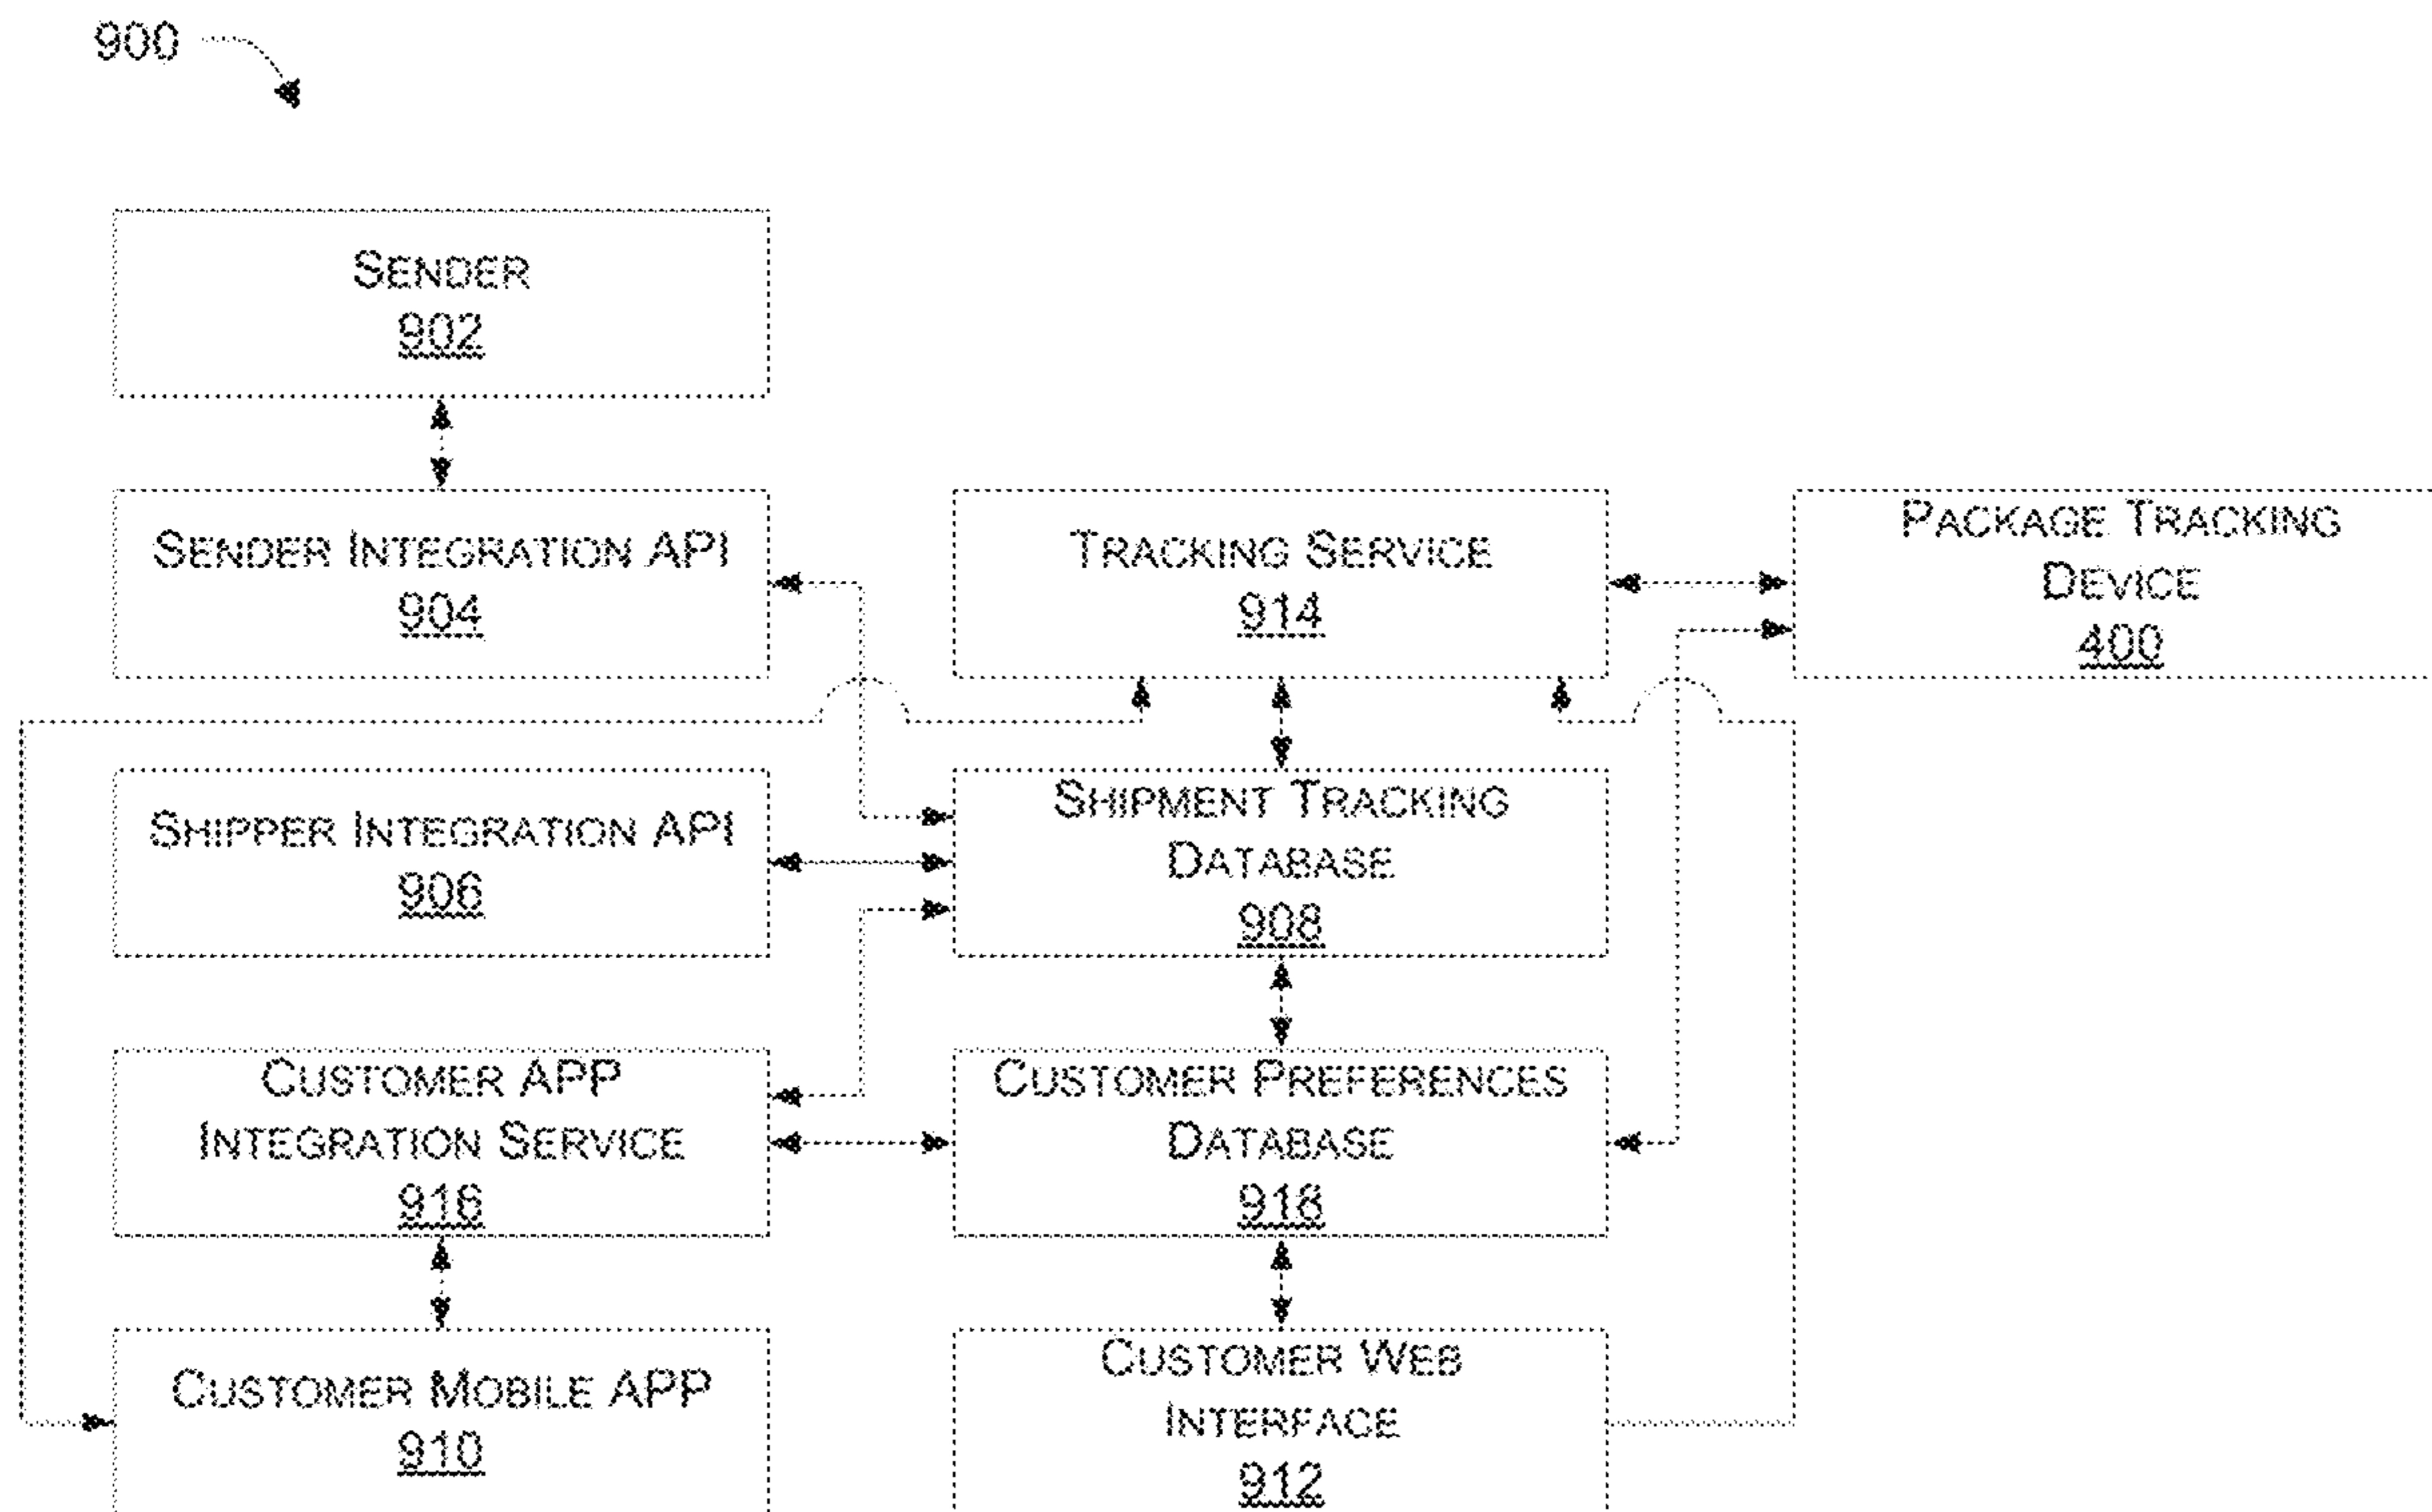 900
SENDER
902
SENDER INTEGRATION API
904
TRACKING SERVICE
914
PACKAGE TRACKING
DEVICE
400
SHIPPER INTEGRATION API
906
SHIPMENT TRACKING
DATABASE
908
CUSTOMER APP
INTEGRATION SERVICE
916
CUSTOMER PREFERENCES
DATABASE
918
CUSTOMER MOBILE APP
910
CUSTOMER WEB
INTERFACE
912